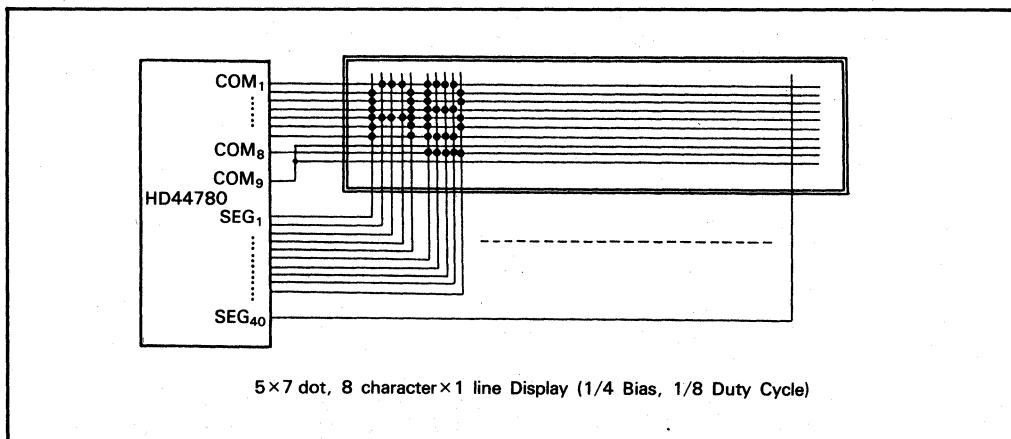 COM₁
COM₈
COM₉
HD44780
SEG₁
SEG₄₀
5×7 dot, 8 character×1 line Display (1/4 Bias, 1/8 Duty Cycle)